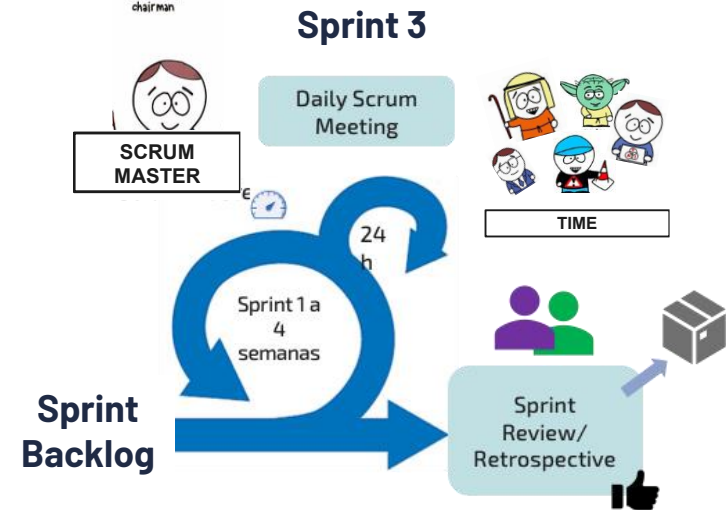 chairman
Sprint 3
Daily Scrum
Meeting
SCRUM
MASTER
TIME
24
h
Sprint 1 a
4
semanas
Sprint
Backlog
Sprint
Review/
Retrospective